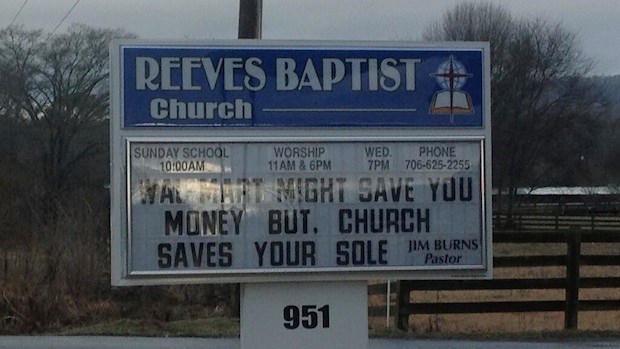 REEVES BAPTIST
Church
SUNDAY SCHOOL WORSHIP WED. PHONE
10:00AM 11AM & 6PM 7PM 706-625-2255
WAL MART MIGHT SAVE YOU
MONEY BUT. CHURCH
SAVES YOUR SOLE
JIM BURNS
Pastor
951